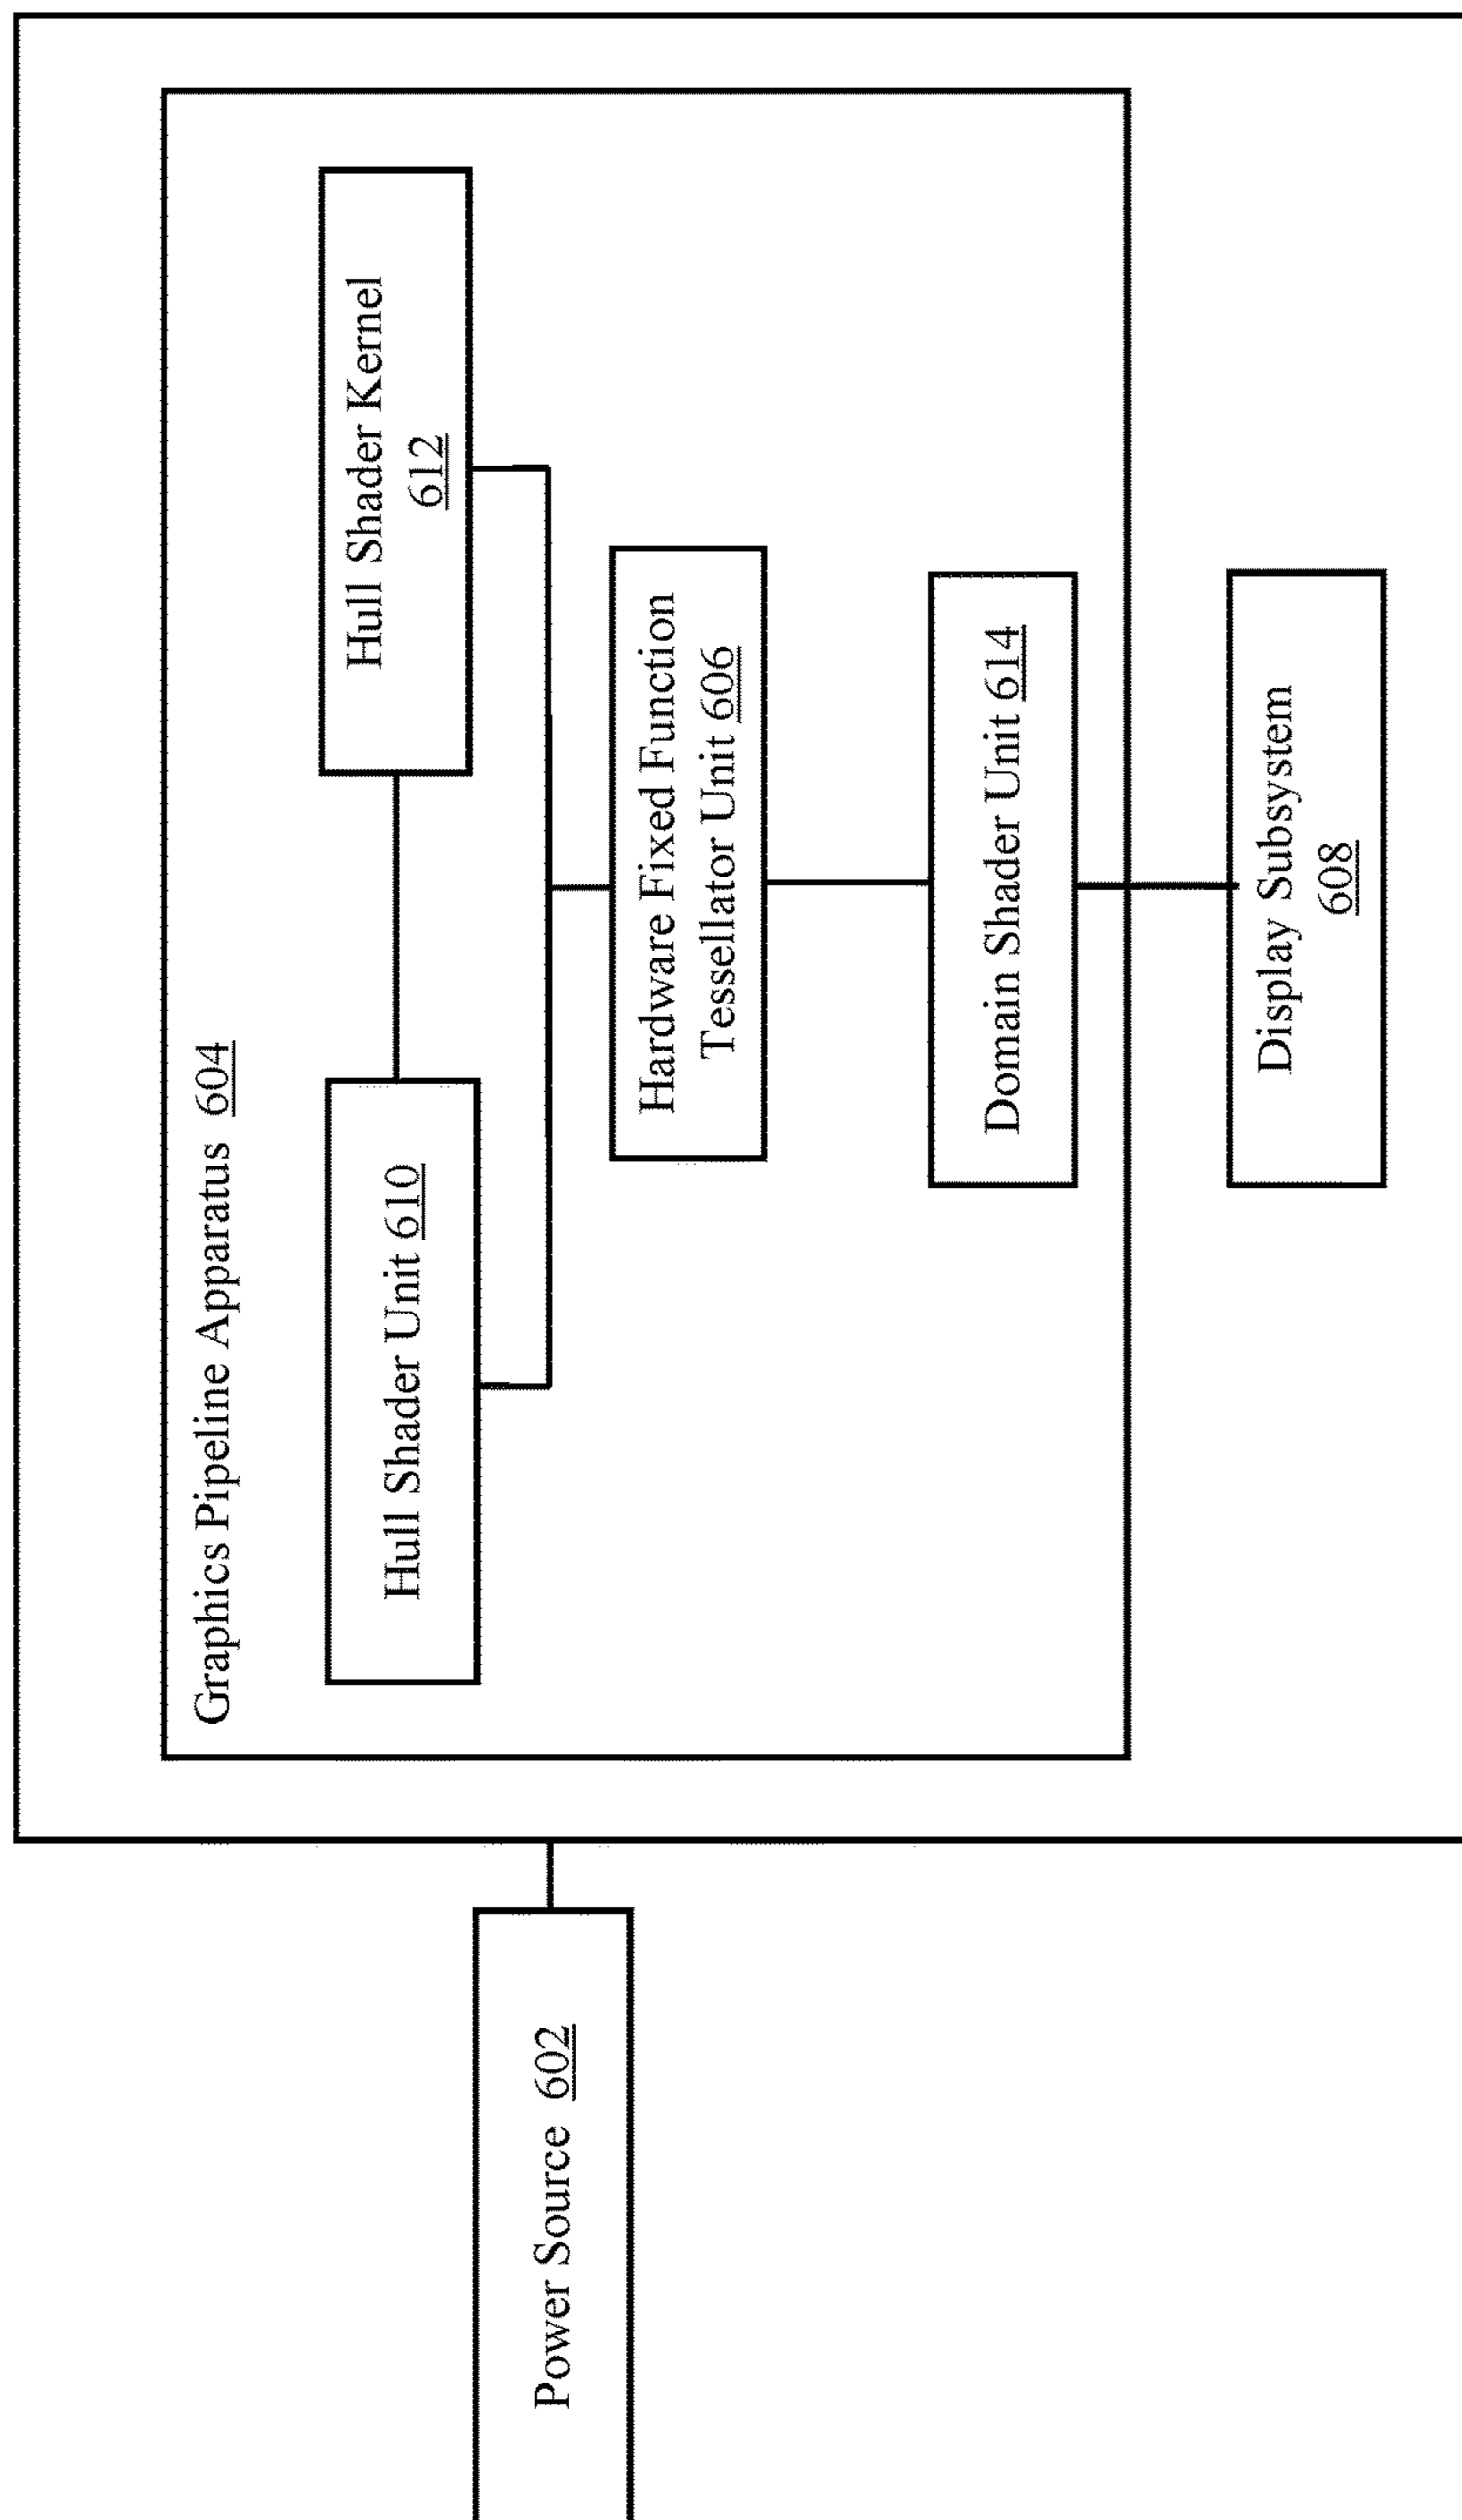 Graphics Pipeline Apparatus 604
Hull Shader Unit 610
Hull Shader Kernel
612
Power Source 602
Hardware Fixed Function
Tessellator Unit 606
Domain Shader Unit 614
Display Subsystem
608